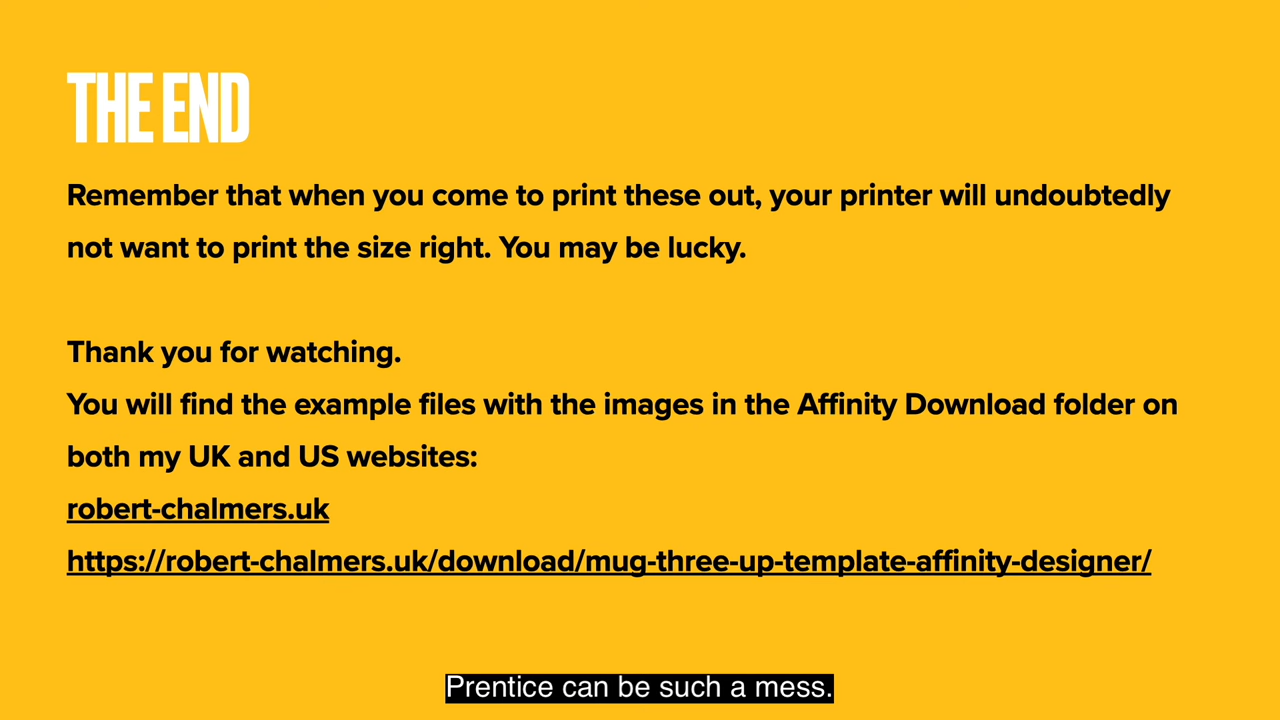 THE END
Remember that when you come to print these out, your printer will undoubtedly
not want to print the size right. You may be lucky.
Thank you for watching.
You will find the example files with the images in the Affinity Download folder on
both my UK and US websites:
robert-chalmers.uk
https://robert-chalmers.uk/download/mug-three-up-template-affinity-designer/
Prentice can be such a mess.